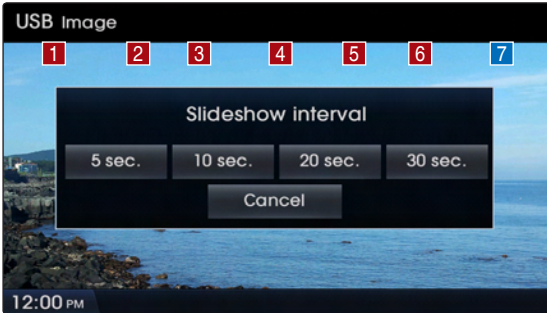 USB Image
1 2 3 4 5 6 7
Slideshow interval
5 sec. 10 sec. 20 sec. 30 sec.
Cancel
12:00 PM